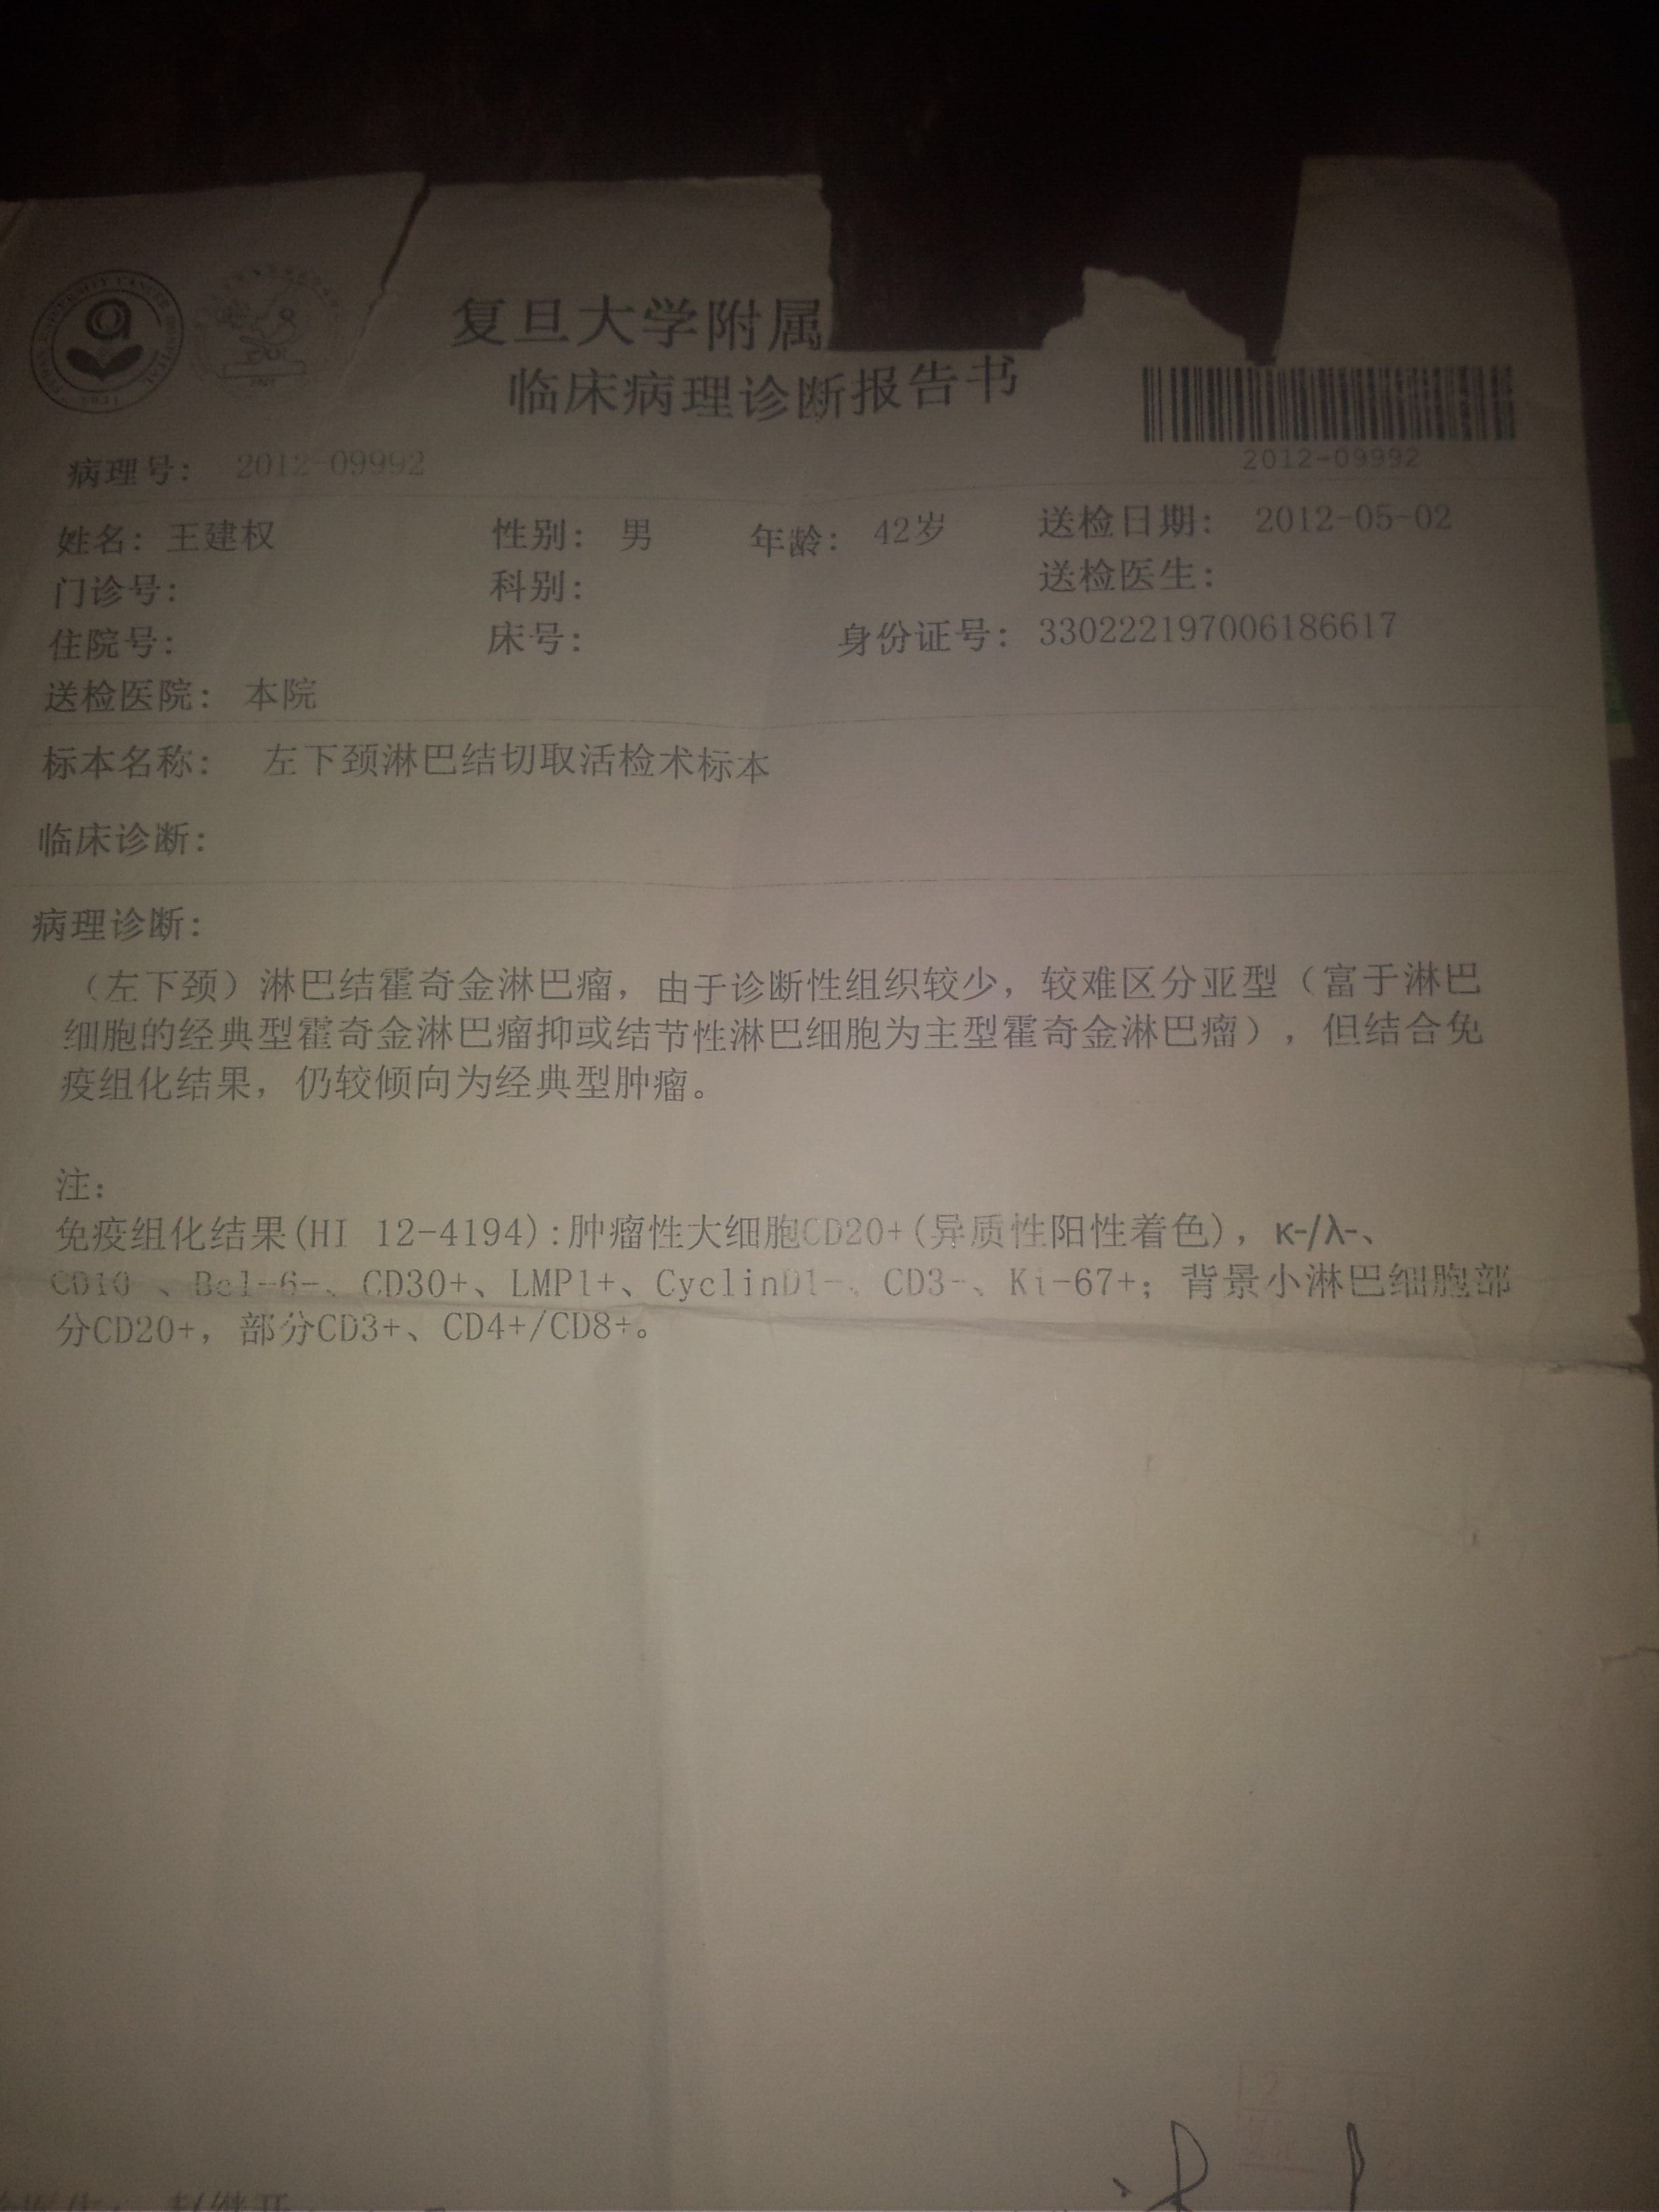 复旦大学附属
临床病理诊断报告书
2012-09992
病理号: 2012-09992
姓名: 王建权 性别: 男 年龄: 42岁 送检日期: 2012-05-02
门诊号: 科别: 送检医生:
住院号: 床号: 身份证号: 330222197006186617
送检医院: 本院
标本名称: 左下颈淋巴结切取活检术标本
临床诊断:
病理诊断:
（左下颈）淋巴结霍奇金淋巴瘤，由于诊断性组织较少，较难区分亚型（富于淋巴
细胞的经典型霍奇金淋巴瘤抑或结节性淋巴细胞为主型霍奇金淋巴瘤），但结合免
疫组化结果，仍较倾向为经典型肿瘤。
注:
免疫组化结果(HI 12-4194):肿瘤性大细胞CD20+(异质性阳性着色)，κ-/λ-、
CD10-、Bcl-6-、CD30+、LMP1+、CyclinD1-、CD3-、Ki-67+；背景小淋巴细胞部
分CD20+，部分CD3+、CD4+/CD8+。